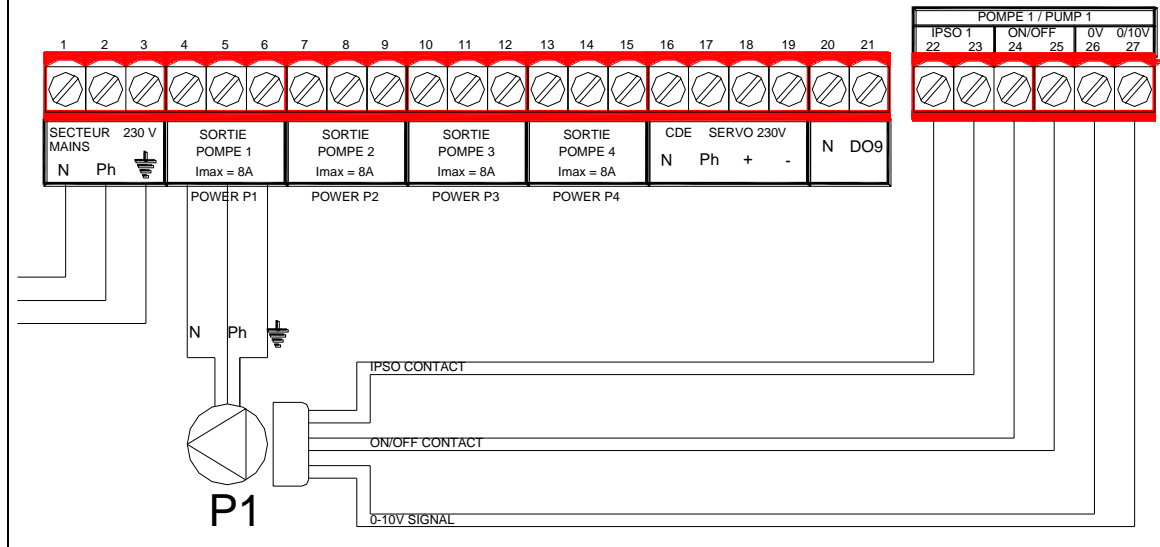 POMPE 1 / PUMP 1
IPSO 1 ON/OFF 0V 0/10V
1 2 3 4 5 6 7 8 9 10 11 12 13 14 15 16 17 18 19 20 21 22 23 24 25 26 27
SECTEUR 230 V
MAINS
N Ph
SORTIE
POMPE 1
Imax = 8A
SORTIE
POMPE 2
Imax = 8A
SORTIE
POMPE 3
Imax = 8A
SORTIE
POMPE 4
Imax = 8A
CDE SERVO 230V
N Ph + -
N DO9
POWER P1 POWER P2 POWER P3 POWER P4
N Ph
IPSO CONTACT
ON/OFF CONTACT
0-10V SIGNAL
P1